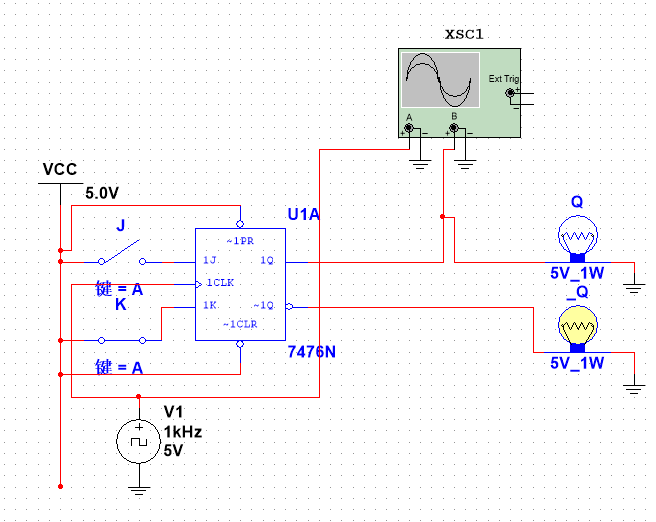 XSC1
Ext Trig
+
−
A
B
+
−
+
−
VCC
5.0V
J
键 = A
K
键 = A
U1A
~1PR
1J
1Q
1CLK
1K
~1Q
~1CLR
7476N
Q
5V_1W
_Q
5V_1W
V1
1kHz
5V
+